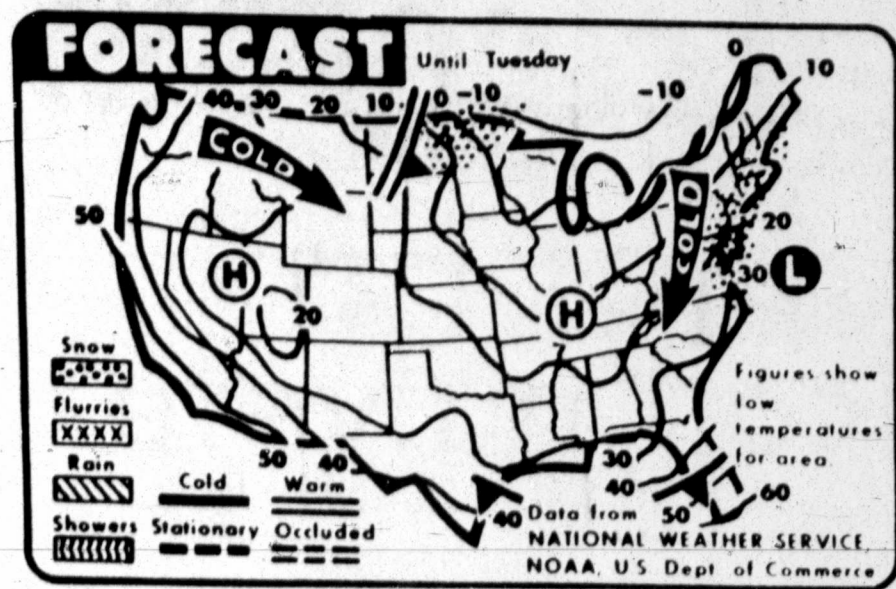 FORECAST Until Tuesday
0
10
40 30 20 10 0 -10 -10
COLD
COLD
50
20
H
30 L
20
H
Snow
Flurries
XXXX
Rain
Showers
Cold
Warm
Stationary
Occluded
50 40
40
30
40
50
60
Figures show
low
temperatures
for area.
Data from
NATIONAL WEATHER SERVICE,
NOAA, U S Dept of Commerce